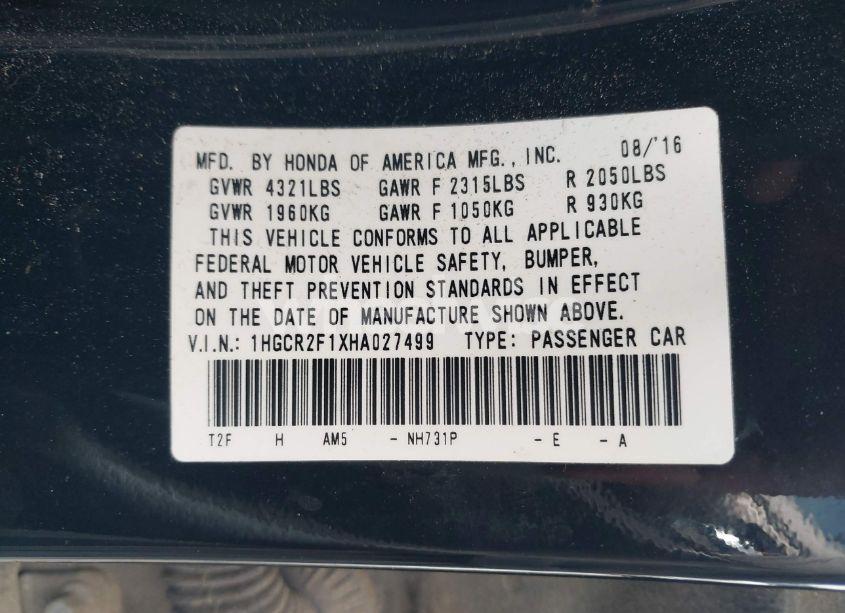 MFD. BY HONDA OF AMERICA MFG., INC. 08/'16
GVWR 4321LBS GAWR F 2315LBS R 2050LBS
GVWR 1960KG GAWR F 1050KG R 930KG
THIS VEHICLE CONFORMS TO ALL APPLICABLE
FEDERAL MOTOR VEHICLE SAFETY, BUMPER,
AND THEFT PREVENTION STANDARDS IN EFFECT
ON THE DATE OF MANUFACTURE SHOWN ABOVE.
V.I.N.: 1HGCR2F1XHA027499 TYPE: PASSENGER CAR
T2F H AM5 - NH731P - E - A